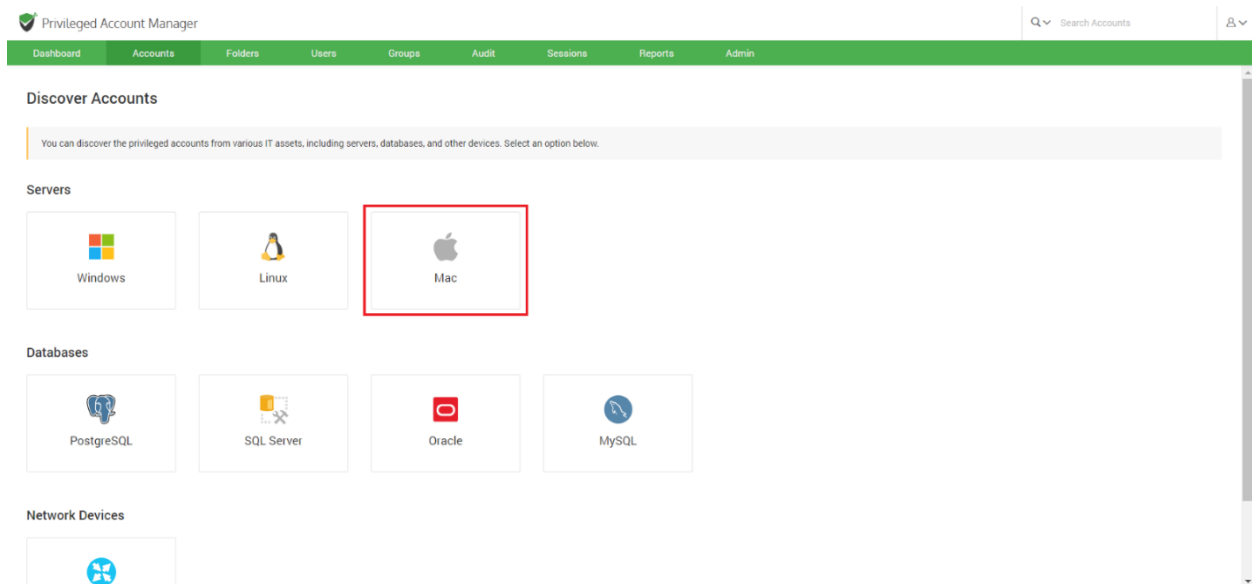 Privileged Account Manager
Search Accounts
Dashboard Accounts Folders Users Groups Audit Sessions Reports Admin
Discover Accounts
You can discover the privileged accounts from various IT assets, including servers, databases, and other devices. Select an option below.
Servers
Windows Linux Mac
Databases
PostgreSQL SQL Server Oracle MySQL
Network Devices